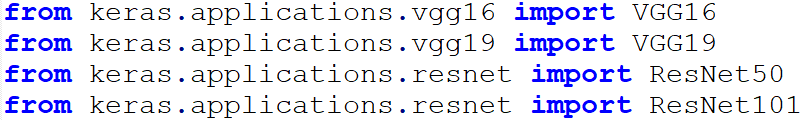 from keras.applications.vgg16 import VGG16
from keras.applications.vgg19 import VGG19
from keras.applications.resnet import ResNet50
from keras.applications.resnet import ResNet101